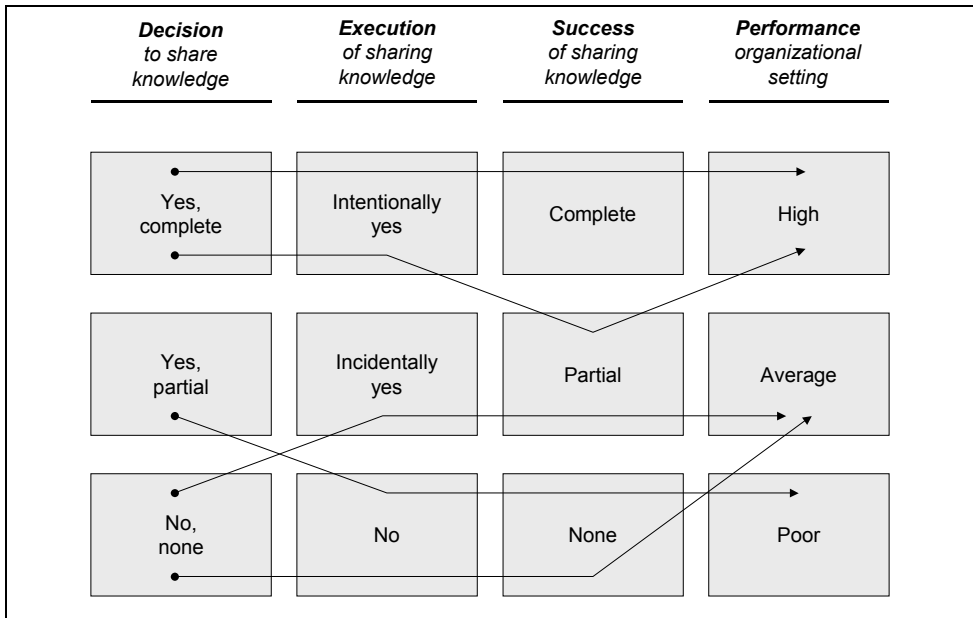 Decision
to share
knowledge
Execution
of sharing
knowledge
Success
of sharing
knowledge
Performance
organizational
setting
Yes,
complete
Intentionally
yes
Complete
High
Yes,
partial
Incidentally
yes
Partial
Average
No,
none
No
None
Poor